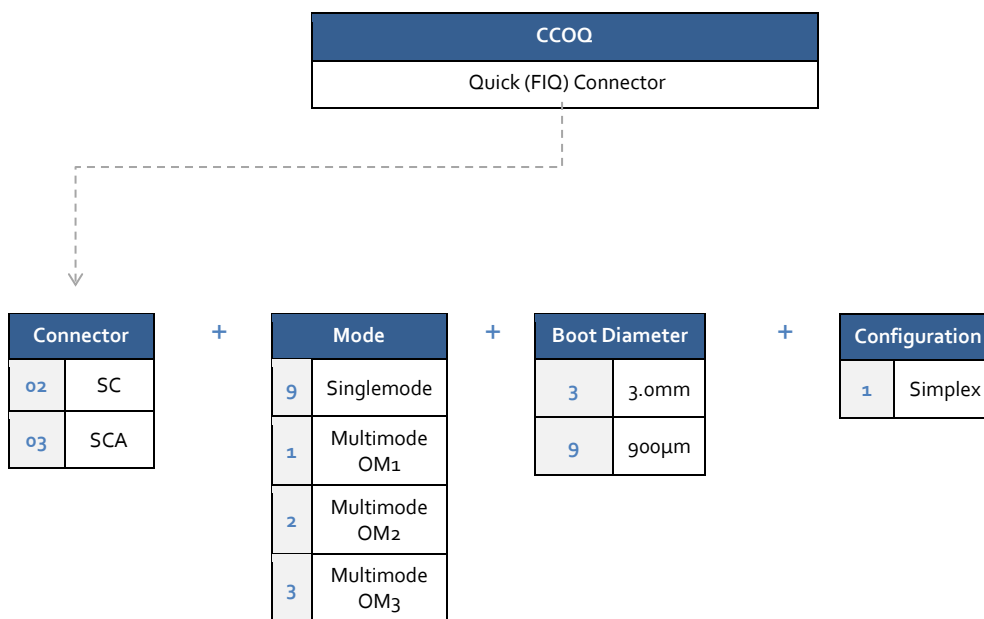 CCOQ
Quick (FIQ) Connector
Connector
02 SC
03 SCA
+
Mode
9 Singlemode
1 Multimode
OM1
2 Multimode
OM2
3 Multimode
OM3
+
Boot Diameter
3 3.0mm
9 900µm
+
Configuration
1 Simplex